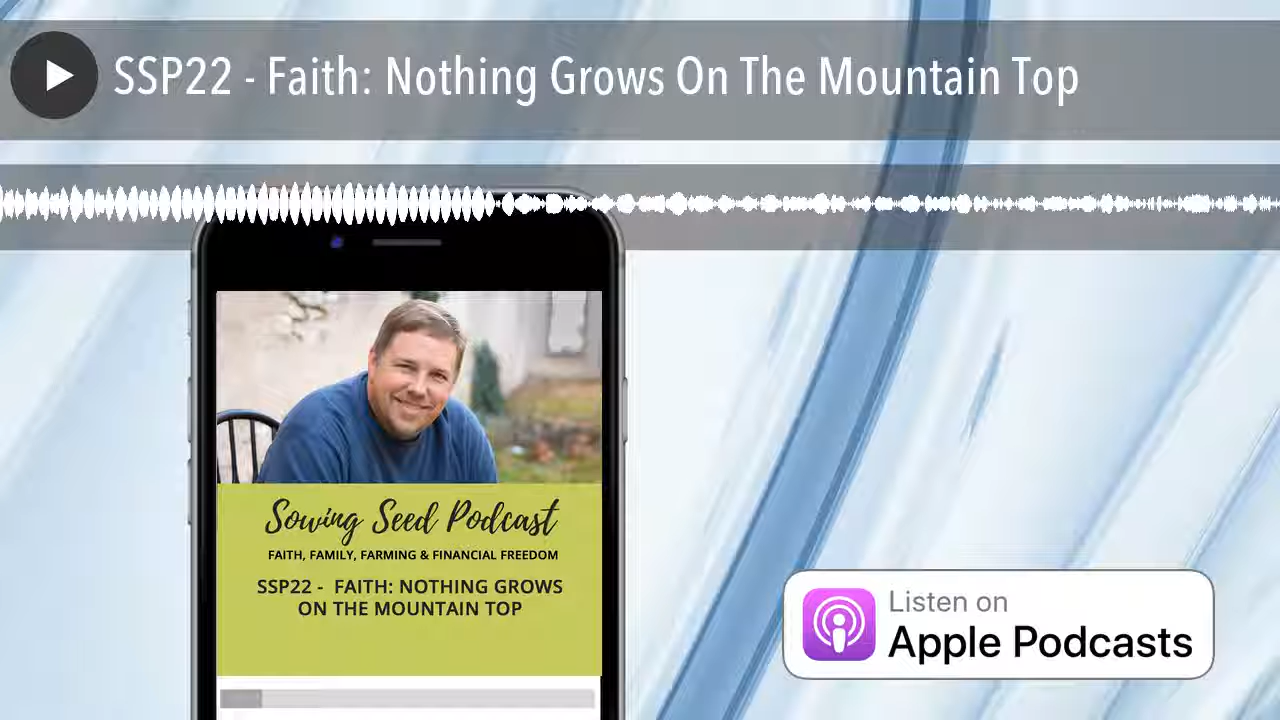 SSP22 - Faith: Nothing Grows On The Mountain Top
Sowing Seed Podcast
FAITH, FAMILY, FARMING & FINANCIAL FREEDOM
SSP22 - FAITH: NOTHING GROWS
ON THE MOUNTAIN TOP
Listen on
Apple Podcasts